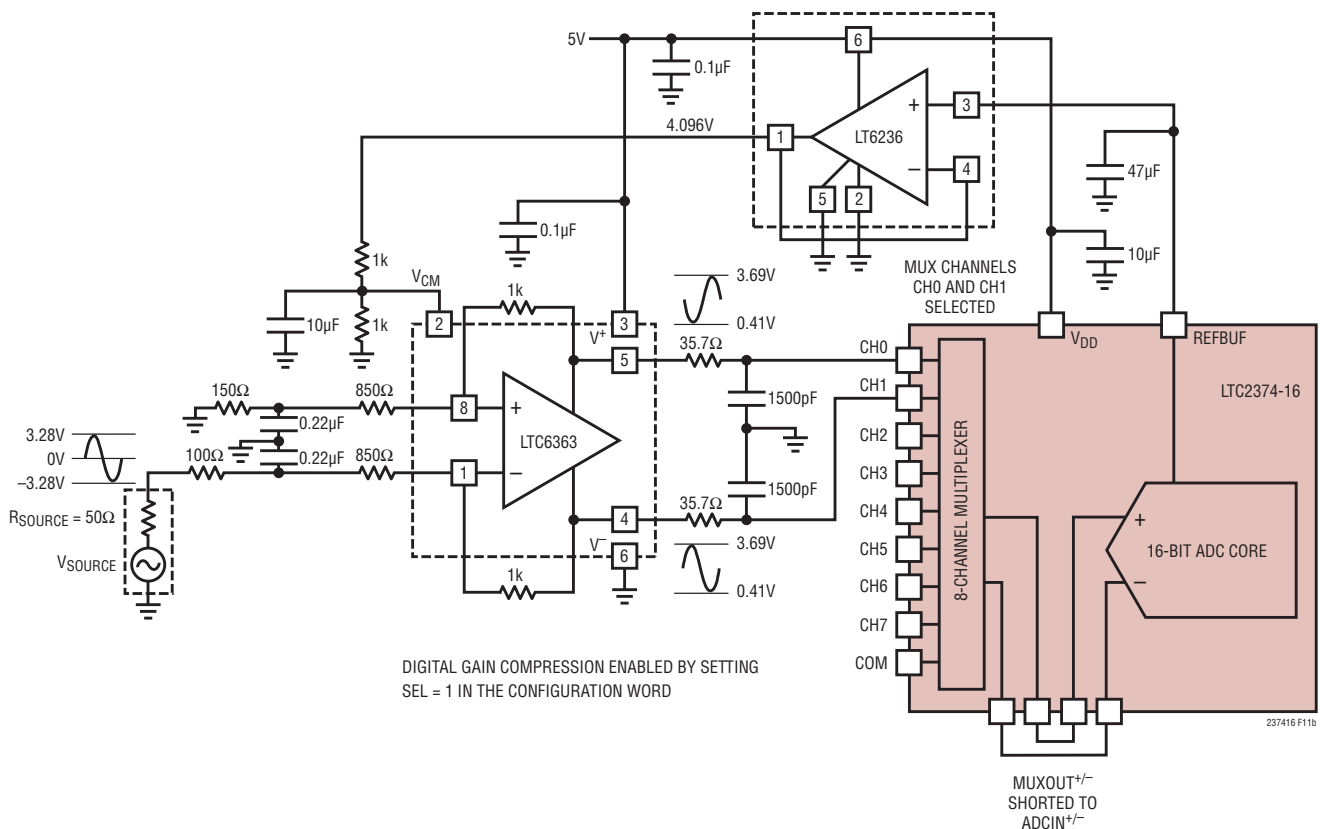 5V
0.1µF
6
+
3
LT6236
4.096V
1
–
4
5
2
47µF
10µF
0.1µF
1k
VCM
1k
10µF
1k
2
V+
3
3.69V
0.41V
MUX CHANNELS
CH0 AND CH1
SELECTED
VDD
REFBUF
LTC2374-16
5
35.7Ω
CH0
CH1
CH2
CH3
CH4
CH5
CH6
CH7
COM
8-CHANNEL MULTIPLEXER
+
16-BIT ADC CORE
–
150Ω
850Ω
8
+
LTC6363
0.22µF
0.22µF
1500pF
1500pF
3.28V
0V
–3.28V
100Ω
850Ω
1
–
RSOURCE = 50Ω
VSOURCE
4
35.7Ω
V–
6
3.69V
0.41V
1k
DIGITAL GAIN COMPRESSION ENABLED BY SETTING
SEL = 1 IN THE CONFIGURATION WORD
237416 F11b
MUXOUT+/–
SHORTED TO
ADCIN+/–